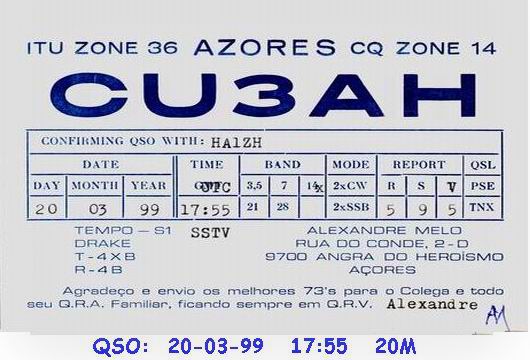 ITU ZONE 36 AZORES CQ ZONE 14
CU3AH
CONFIRMING QSO WITH: HA1ZH
DATE TIME BAND MODE REPORT QSL
DAY MONTH YEAR UTC 3,5 7 14x 2xCW R S V PSE
20 03 99 17:55 21 28 2xSSB 5 9 5 TNX
TEMPO – S1 SSTV ALEXANDRE MELO
DRAKE RUA DO CONDE, 2-D
T-4XB 9700 ANGRA DO HEROÍSMO
R-4B AÇORES
Agradeço e envio os melhores 73's para o Colega e todo
seu Q.R.A. Familiar, ficando sempre em Q.R.V. Alexandre
QSO: 20-03-99 17:55 20M